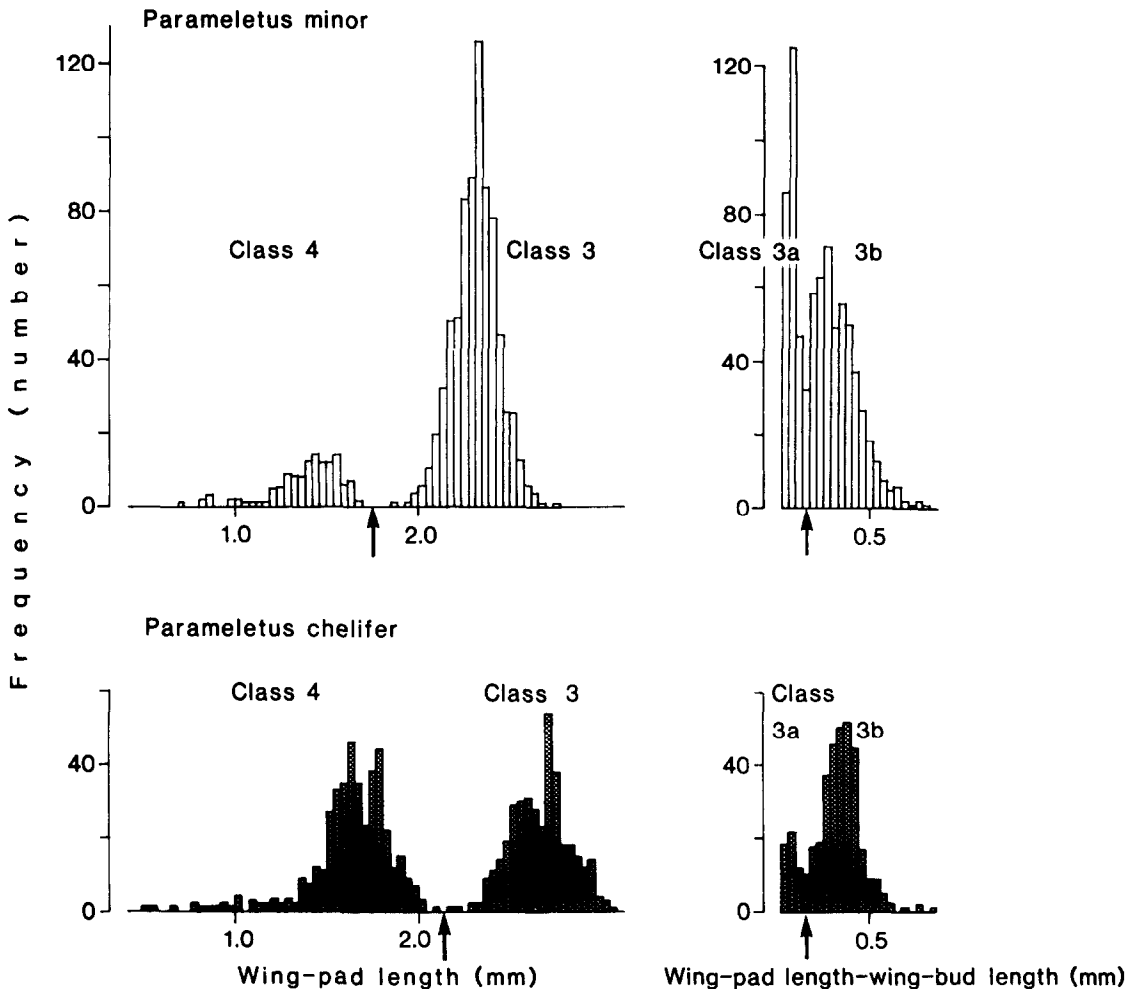 Parameletus minor
120
80
40
0
Class 4
Class 3
1.0
2.0
120
80
40
0
Class 3a 3b
0.5
Frequency (number)
Parameletus chelifer
40
0
Class 4
Class 3
1.0
2.0
Wing-pad length (mm)
40
0
Class
3a 3b
0.5
Wing-pad length-wing-bud length (mm)